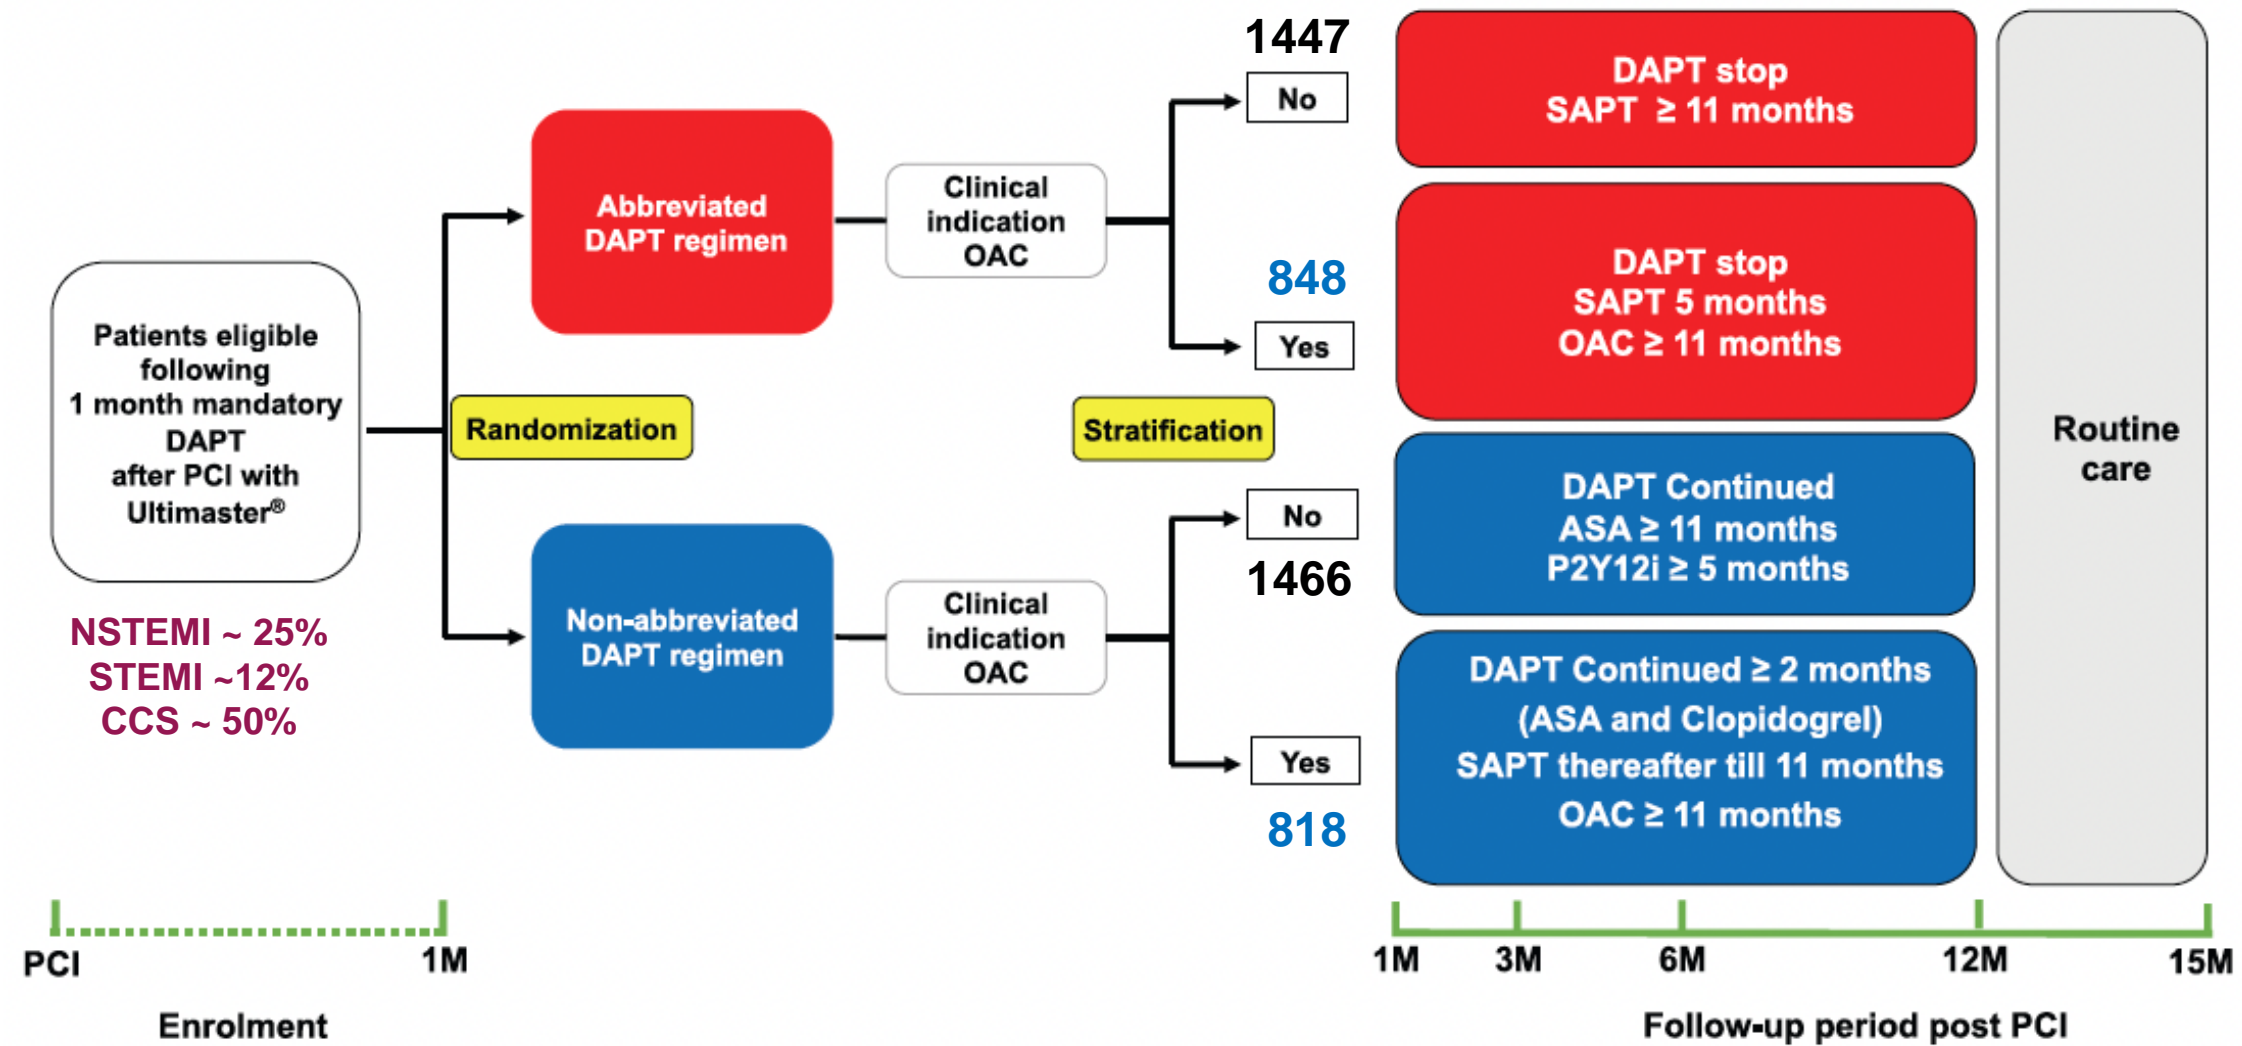 Patients eligible
following
1 month mandatory
DAPT
after PCI with
Ultimaster®
NSTEMI ~ 25%
STEMI ~12%
CCS ~ 50%
Randomization
Abbreviated
DAPT regimen
Non-abbreviated
DAPT regimen
Clinical
indication
OAC
Clinical
indication
OAC
Stratification
1447
No
848
Yes
No
1466
Yes
818
DAPT stop
SAPT ≥ 11 months
DAPT stop
SAPT 5 months
OAC ≥ 11 months
DAPT Continued
ASA ≥ 11 months
P2Y12i ≥ 5 months
DAPT Continued ≥ 2 months
(ASA and Clopidogrel)
SAPT thereafter till 11 months
OAC ≥ 11 months
Routine
care
PCI
1M
Enrolment
1M
3M
6M
12M
15M
Follow-up period post PCI